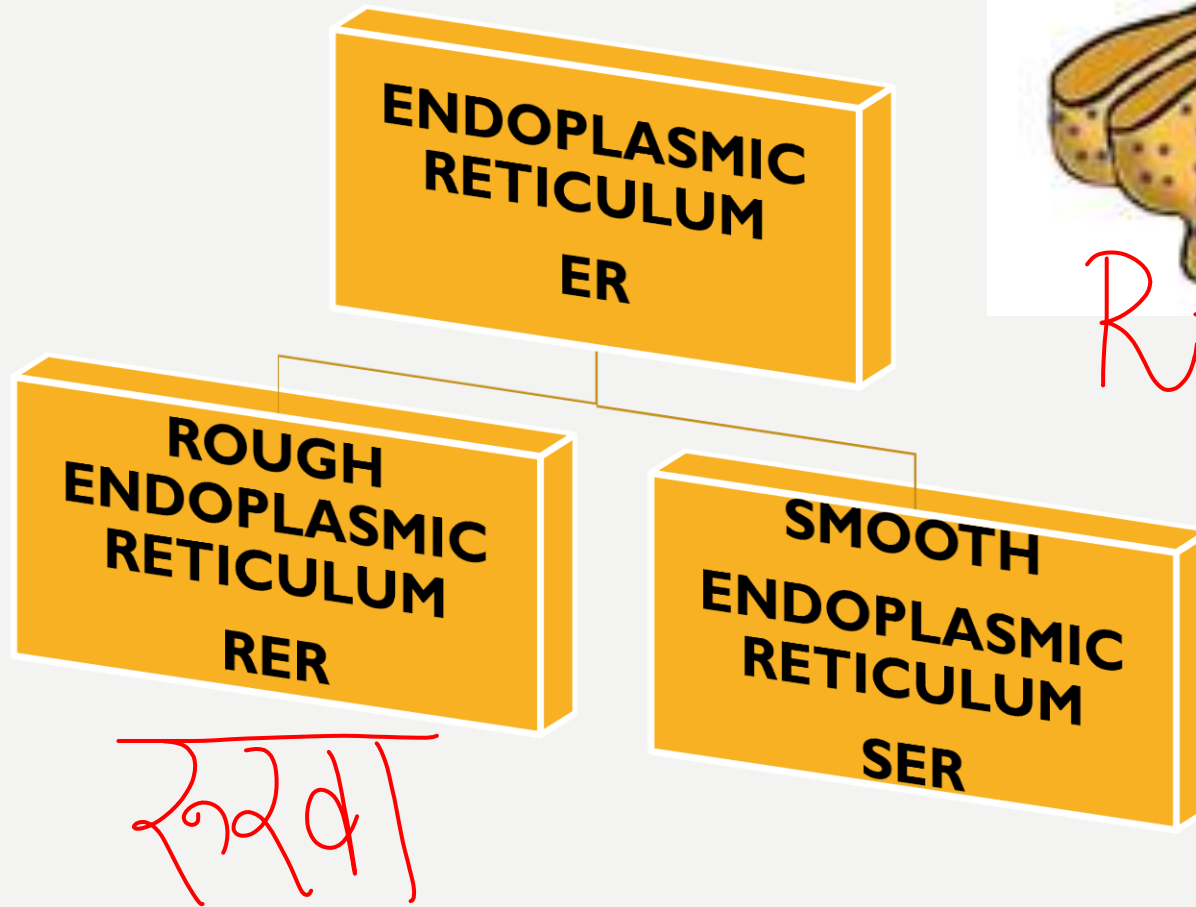 ENDOPLASMIC
RETICULUM
ER
R
ROUGH
ENDOPLASMIC
RETICULUM
RER
SMOOTH
ENDOPLASMIC
RETICULUM
SER
रूखा